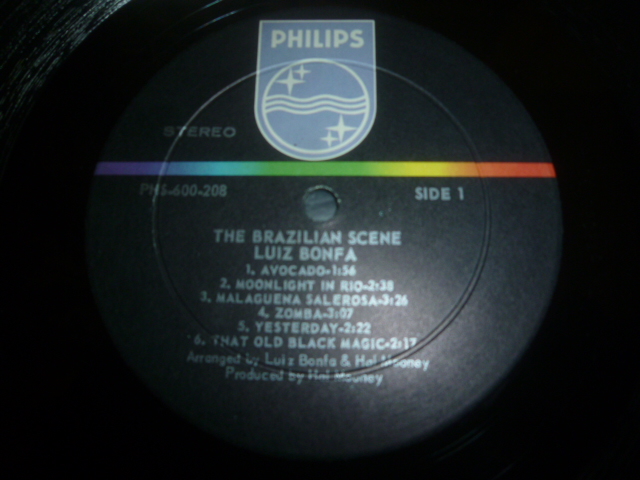 PHILIPS
STEREO
PHS-600-208
SIDE 1
THE BRAZILIAN SCENE
LUIZ BONFA
1. AVOCADO-1:56
2. MOONLIGHT IN RIO-2:38
3. MALAGUENA SALEROSA-3:26
4. ZOMBA-3:07
5. YESTERDAY-2:22
6. THAT OLD BLACK MAGIC-2:17
Arranged by Luiz Bonfa & Hal Mooney
Produced by Hal Mooney